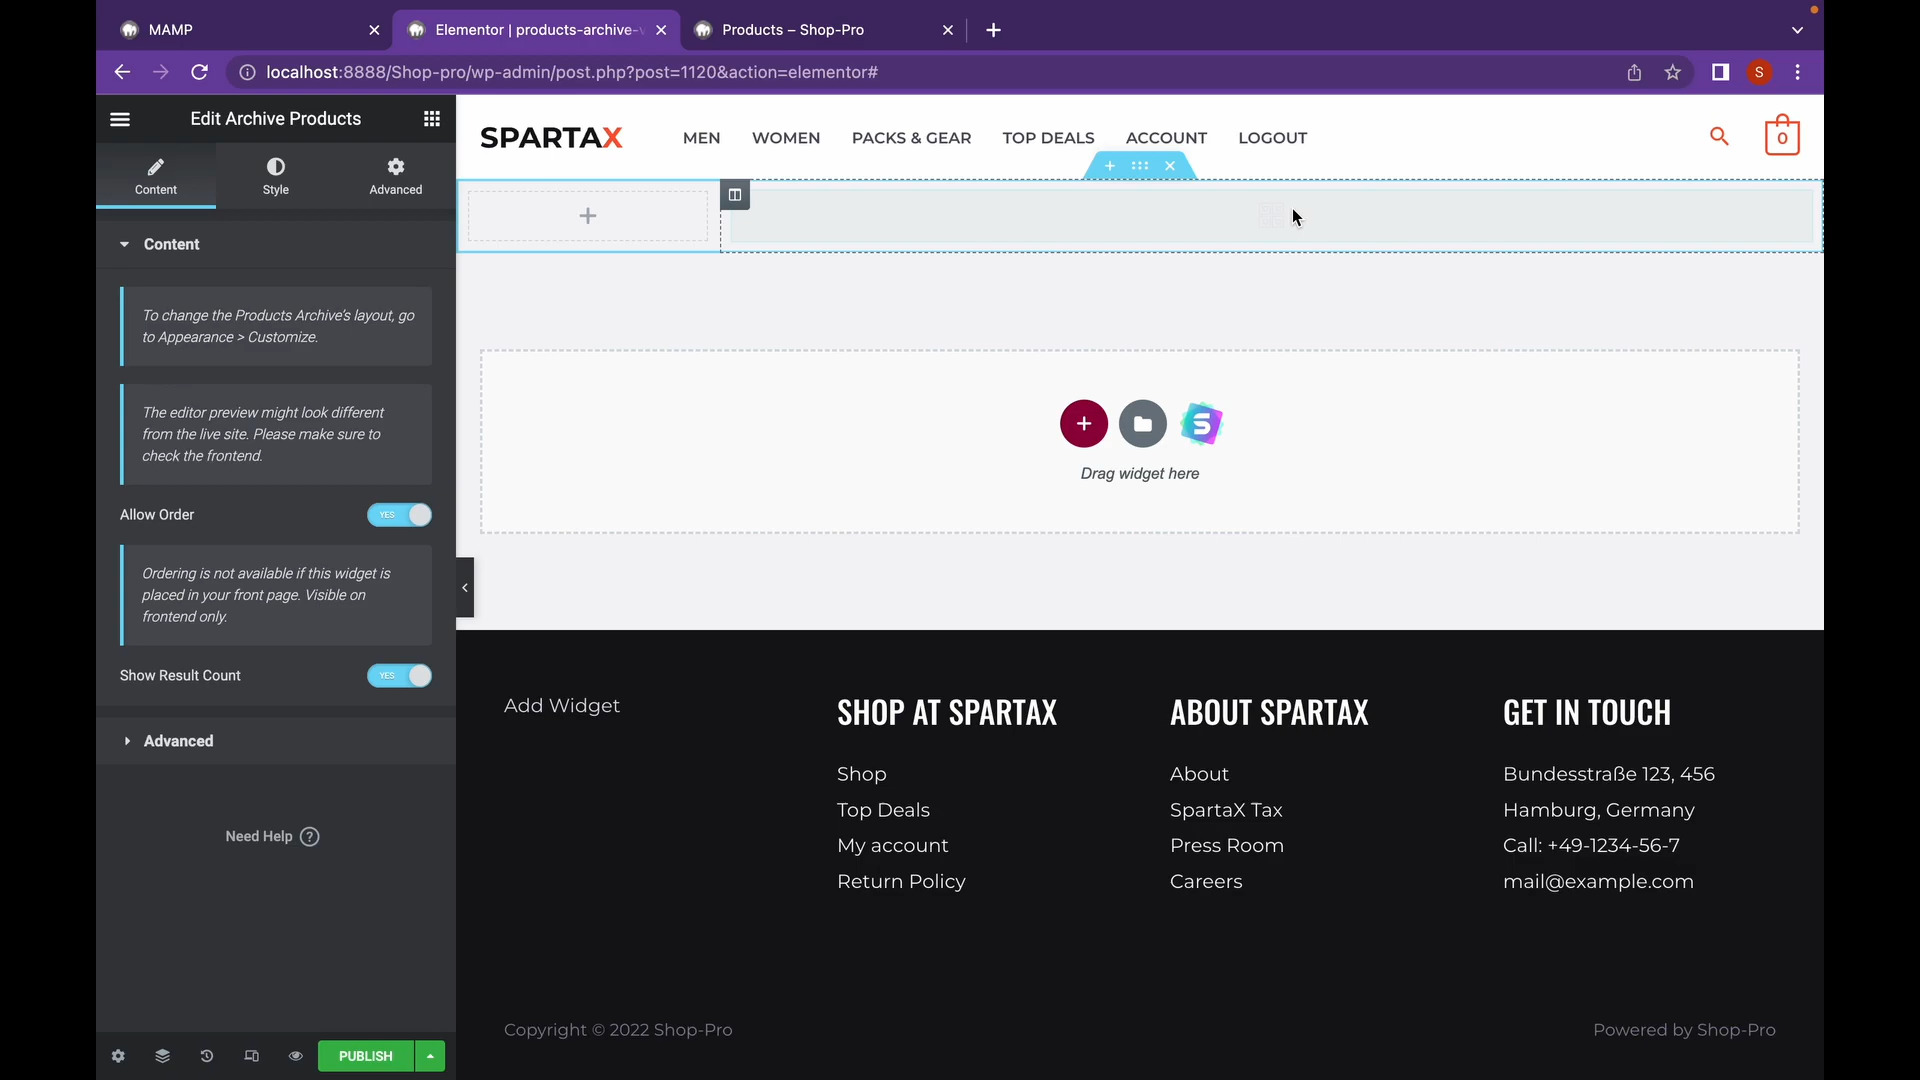 MAMP
Elementor | products-archive-
Products – Shop-Pro
localhost:8888/Shop-pro/wp-admin/post.php?post=1120&action=elementor#
S
Edit Archive Products
Content
Style
Advanced
Content
To change the Products Archive's layout, go
to Appearance > Customize.
The editor preview might look different
from the live site. Please make sure to
check the frontend.
Allow Order
YES
Ordering is not available if this widget is
placed in your front page. Visible on
frontend only.
Show Result Count
YES
Advanced
Need Help ?
PUBLISH
SPARTAX
MEN
WOMEN
PACKS & GEAR
TOP DEALS
ACCOUNT
LOGOUT
0
Drag widget here
Add Widget
SHOP AT SPARTAX
Shop
Top Deals
My account
Return Policy
ABOUT SPARTAX
About
SpartaX Tax
Press Room
Careers
GET IN TOUCH
Bundesstraße 123, 456
Hamburg, Germany
Call: +49-1234-56-7
mail@example.com
Copyright © 2022 Shop-Pro
Powered by Shop-Pro